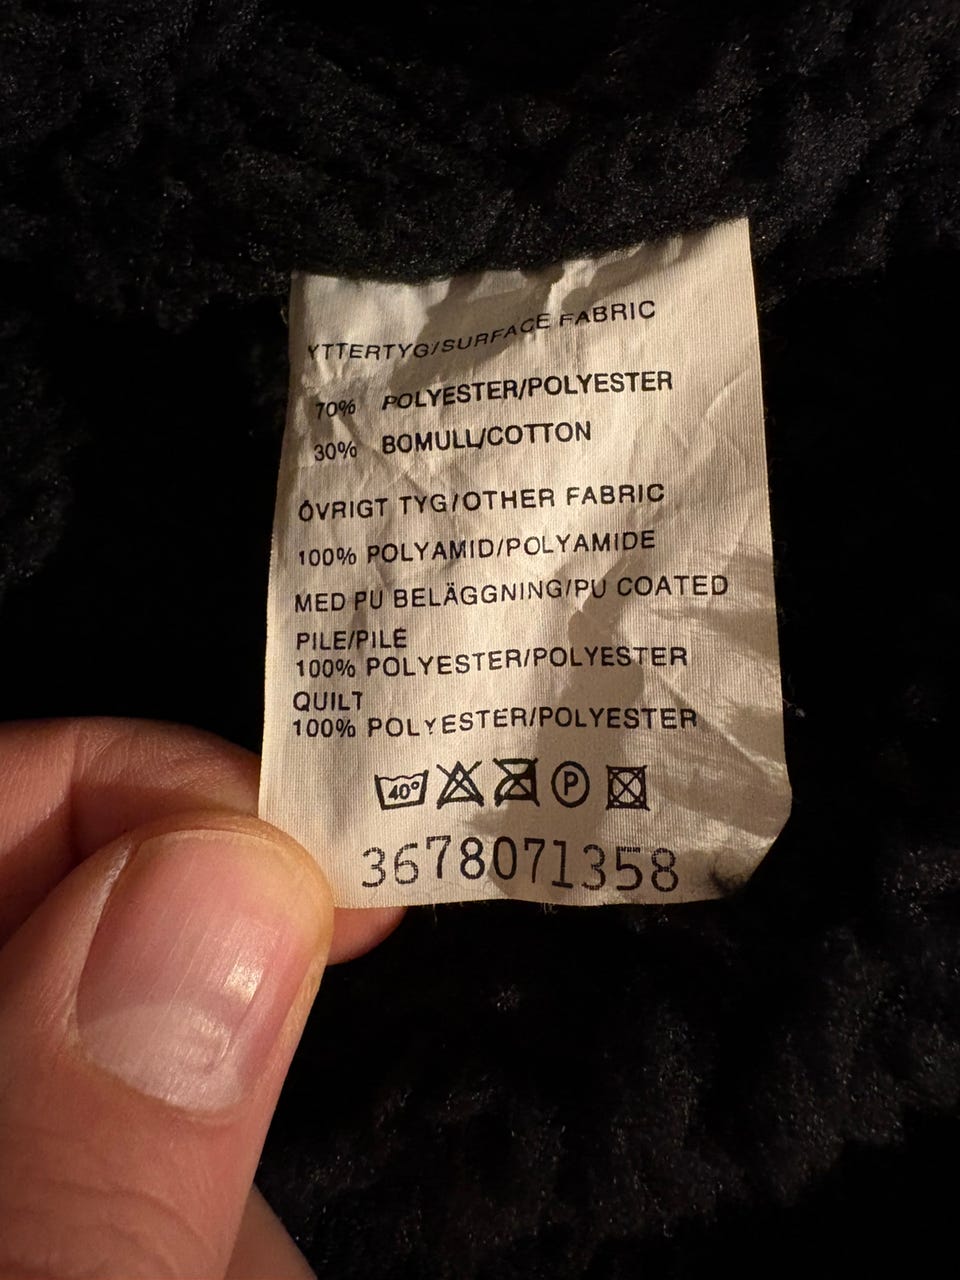 YTTERTYG/SURFACE FABRIC
70% POLYESTER/POLYESTER
30% BOMULL/COTTON
ÖVRIGT TYG/OTHER FABRIC
100% POLYAMID/POLYAMIDE
MED PU BELÄGGNING/PU COATED
PILE/PILE
100% POLYESTER/POLYESTER
QUILT
100% POLYESTER/POLYESTER
40° P
3678071358